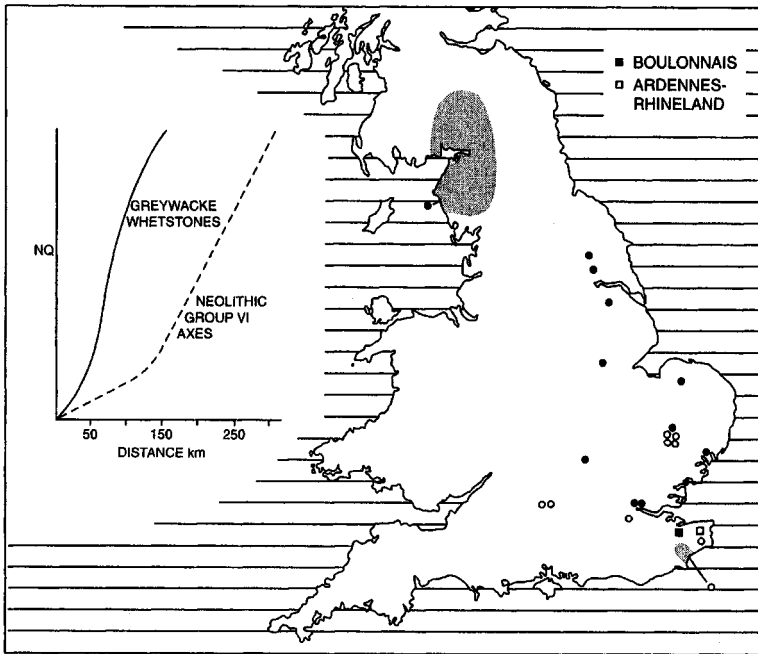 BOULONNAIS
ARDENNES-
RHINELAND
GREYWACKE
WHETSTONES
NQ
NEOLITHIC
GROUP VI
AXES
50 150 250
DISTANCE km